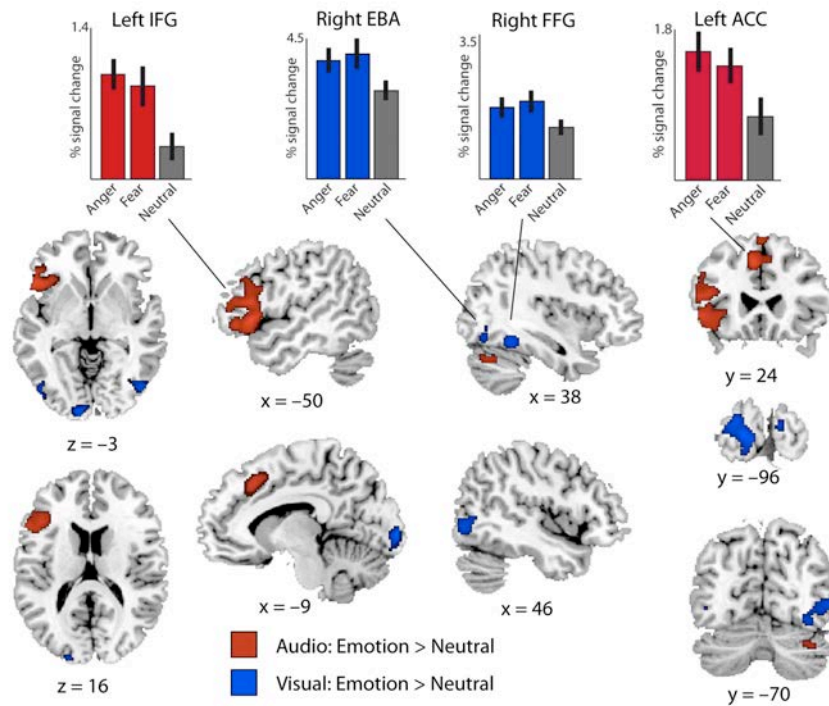 Left IFG
1.4
% signal change
Anger
Fear
Neutral
Right EBA
4.5
% signal change
Anger
Fear
Neutral
Right FFG
3.5
% signal change
Anger
Fear
Neutral
Left ACC
1.8
% signal change
Anger
Fear
Neutral
z = –3
x = –50
x = 38
y = 24
y = –96
z = 16
x = –9
x = 46
y = –70
Audio: Emotion > Neutral
Visual: Emotion > Neutral